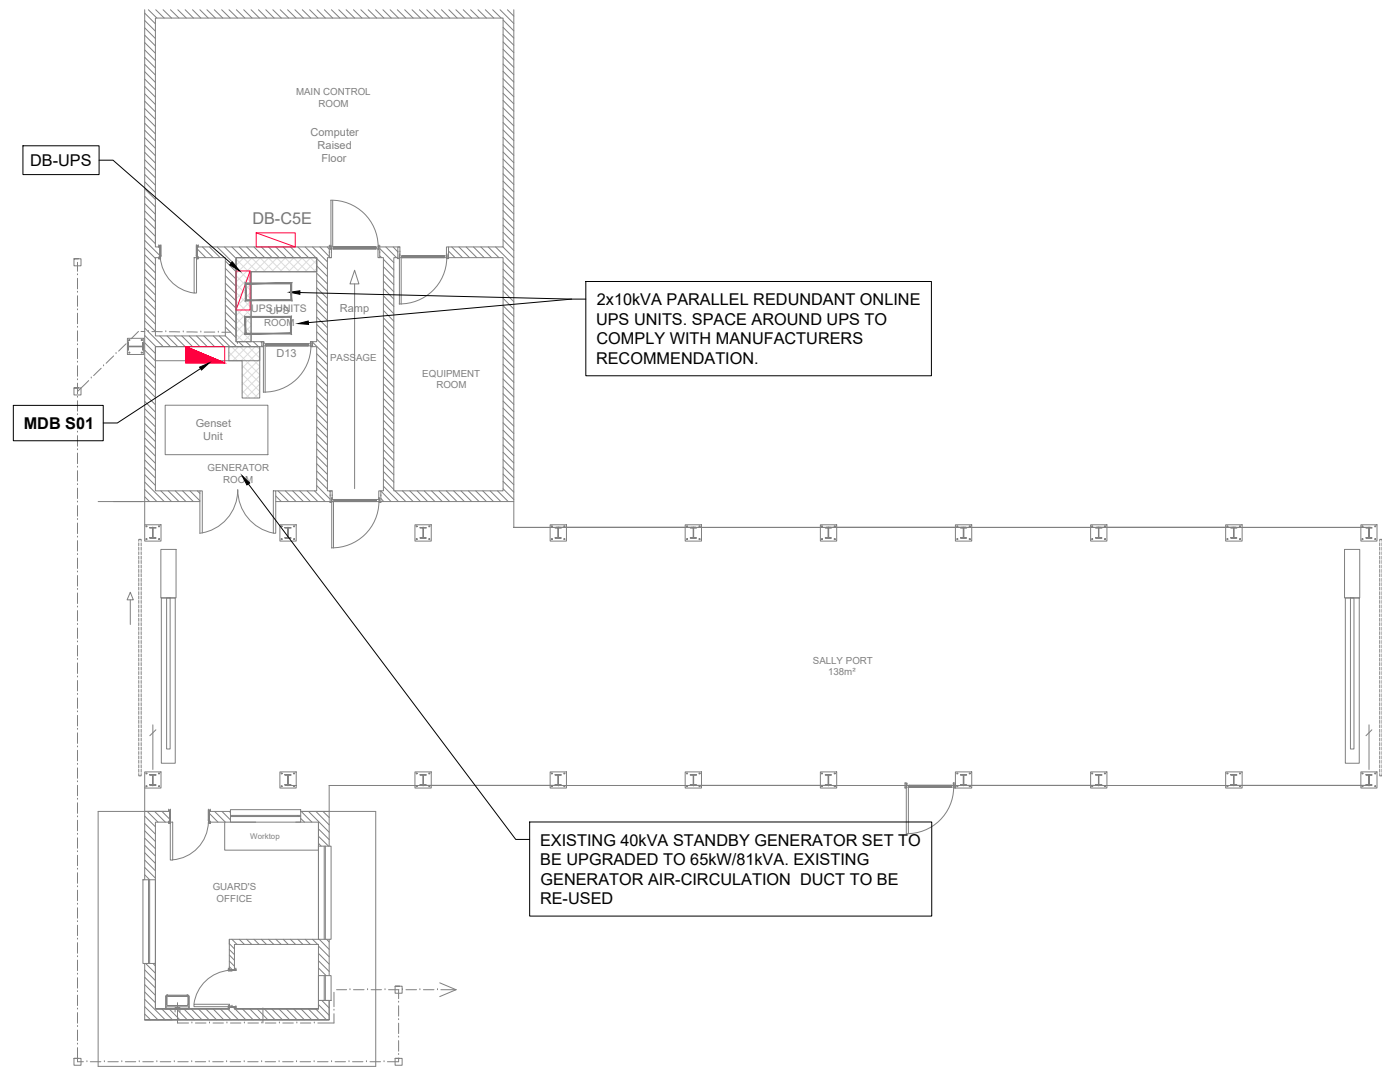 MAIN CONTROL
ROOM
Computer
Raised
Floor
DB-UPS
DB-C5E
2x10kVA PARALLEL REDUNDANT ONLINE
UPS UNITS. SPACE AROUND UPS TO
COMPLY WITH MANUFACTURERS
RECOMMENDATION.
UPS UNITS
UPS
ROOM
Ramp
D13
PASSAGE
EQUIPMENT
ROOM
MDB S01
Genset
Unit
GENERATOR
ROOM
SALLY PORT
138m²
EXISTING 40kVA STANDBY GENERATOR SET TO
BE UPGRADED TO 65kW/81kVA. EXISTING
GENERATOR AIR-CIRCULATION DUCT TO BE
RE-USED
Worktop
GUARD'S
OFFICE